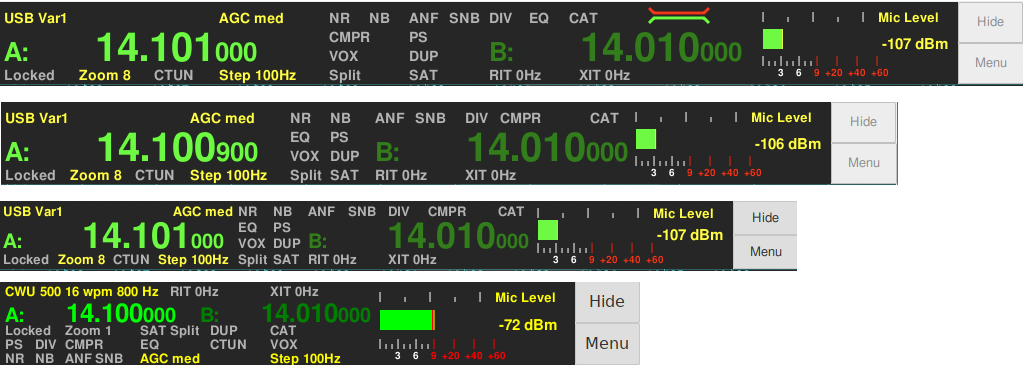 USB Var1 AGC med NR NB ANF SNB DIV EQ CAT Mic Level Hide
CMPR PS
A: 14.101000 B: 14.010000 -107 dBm
VOX DUP Menu
Locked Zoom 8 CTUN Step 100Hz Split SAT RIT 0Hz XIT 0Hz 3 6 9 +20 +40 +60
USB Var1 AGC med NR NB ANF SNB DIV CMPR CAT Mic Level Hide
EQ PS
A: 14.100900 VOX DUP B: 14.010000 -106 dBm
Menu
Locked Zoom 8 CTUN Step 100Hz Split SAT RIT 0Hz XIT 0Hz 3 6 9 +20 +40 +60
USB Var1 AGC med NR NB ANF SNB DIV CMPR CAT Mic Level Hide
EQ PS
A: 14.101000 VOX DUP B: 14.010000 -107 dBm
Menu
Locked Zoom 8 CTUN Step 100Hz Split SAT RIT 0Hz XIT 0Hz 3 6 9 +20 +40 +60
CWU 500 16 wpm 800 Hz RIT 0Hz XIT 0Hz Mic Level Hide
A: 14.100000 B: 14.010000 -72 dBm
Locked Zoom 1 SAT Split DUP CAT
PS DIV CMPR EQ CTUN VOX Menu
NR NB ANF SNB AGC med Step 100Hz 3 6 9 +20 +40 +60